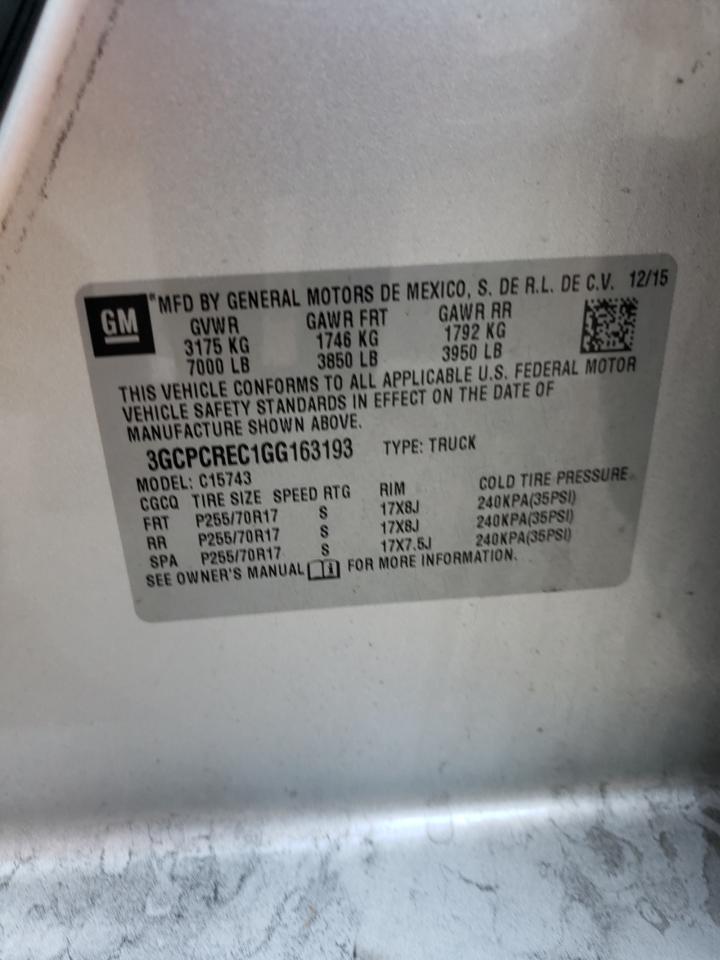 GM
®MFD BY GENERAL MOTORS DE MEXICO, S. DE R.L. DE C.V. 12/15
GVWR GAWR FRT GAWR RR
3175 KG 1746 KG 1792 KG
7000 LB 3850 LB 3950 LB
THIS VEHICLE CONFORMS TO ALL APPLICABLE U.S. FEDERAL MOTOR
VEHICLE SAFETY STANDARDS IN EFFECT ON THE DATE OF
MANUFACTURE SHOWN ABOVE.
3GCPCREC1GG163193 TYPE: TRUCK
MODEL: C15743
CGCQ TIRE SIZE SPEED RTG RIM COLD TIRE PRESSURE
FRT P255/70R17 S 17X8J 240KPA(35PSI)
RR P255/70R17 S 17X8J 240KPA(35PSI)
SPA P255/70R17 S 17X7.5J 240KPA(35PSI)
SEE OWNER'S MANUAL FOR MORE INFORMATION.